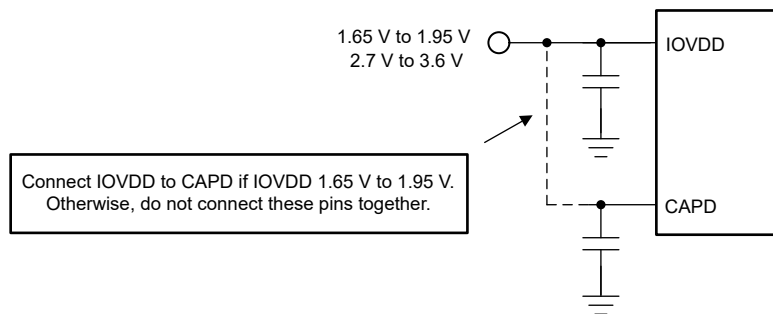 1.65 V to 1.95 V
2.7 V to 3.6 V
IOVDD
Connect IOVDD to CAPD if IOVDD 1.65 V to 1.95 V.
Otherwise, do not connect these pins together.
CAPD